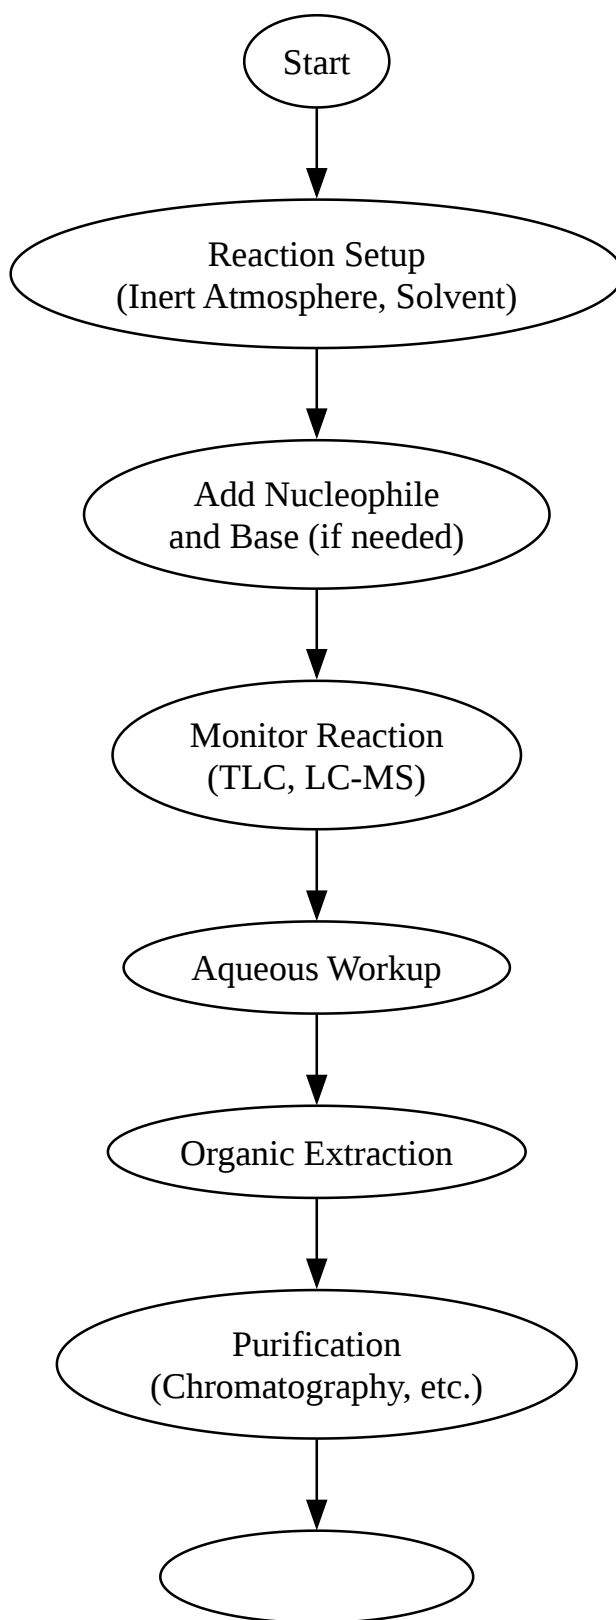 Start
Reaction Setup
(Inert Atmosphere, Solvent)
Add Nucleophile
and Base (if needed)
Monitor Reaction
(TLC, LC-MS)
Aqueous Workup
Organic Extraction
Purification
(Chromatography, etc.)